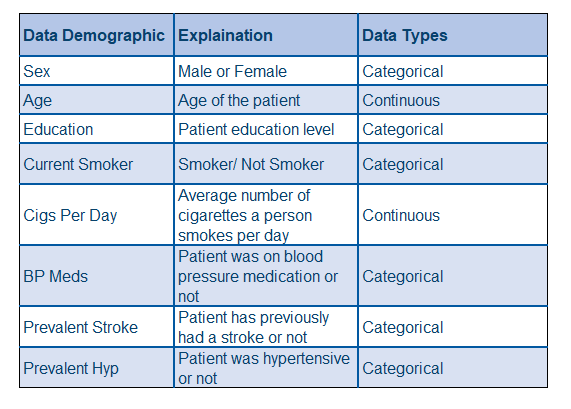 Data Demographic Explaination Data Types
Sex Male or Female Categorical
Age Age of the patient Continuous
Education Patient education level Categorical
Current Smoker Smoker/ Not Smoker Categorical
Cigs Per Day Average number of
cigarettes a person
smokes per day Continuous
BP Meds Patient was on blood
pressure medication or
not Categorical
Prevalent Stroke Patient has previously
had a stroke or not Categorical
Prevalent Hyp Patient was hypertensive
or not Categorical